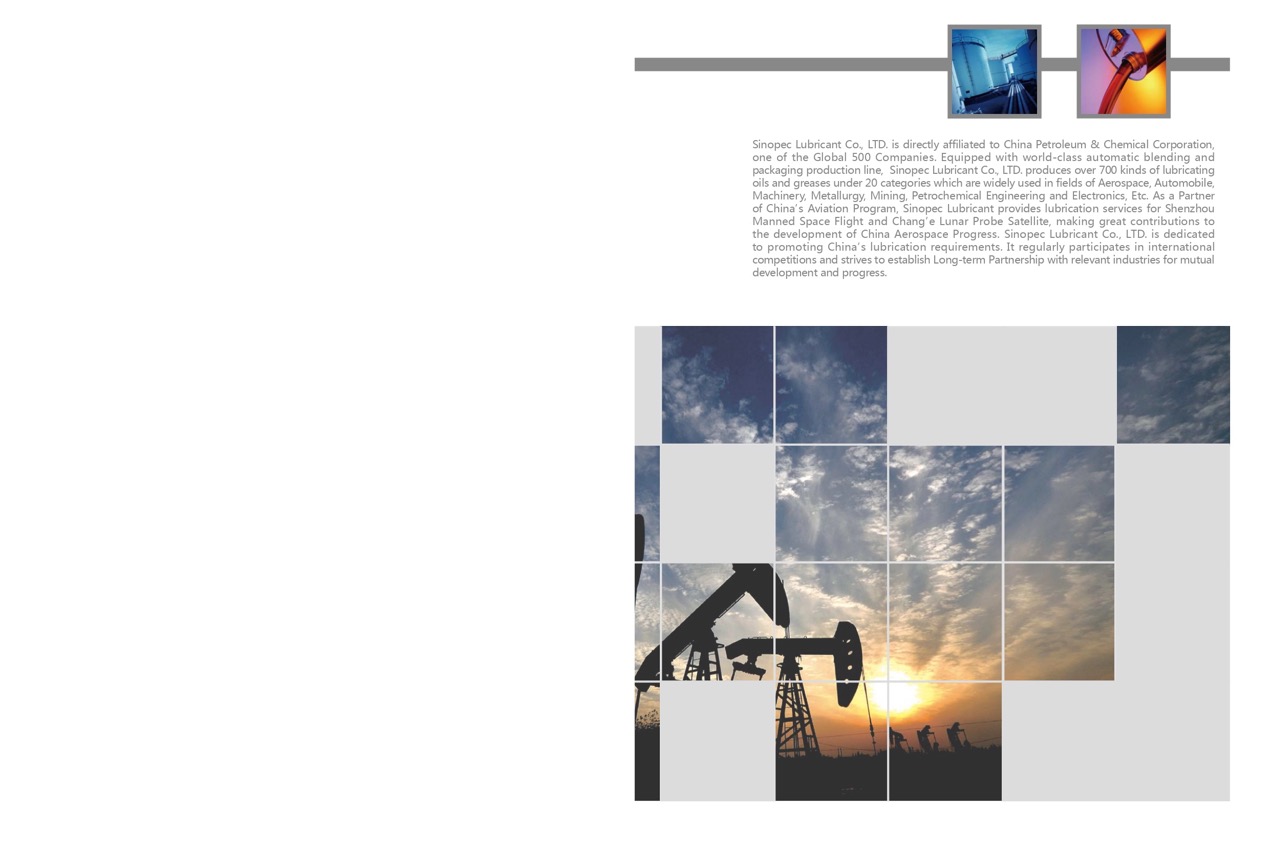 Sinopec Lubricant Co., LTD. is directly affiliated to China Petroleum & Chemical Corporation,
one of the Global 500 Companies. Equipped with world-class automatic blending and
packaging production line, Sinopec Lubricant Co., LTD. produces over 700 kinds of lubricating
oils and greases under 20 categories which are widely used in fields of Aerospace, Automobile,
Machinery, Metallurgy, Mining, Petrochemical Engineering and Electronics, Etc. As a Partner
of China's Aviation Program, Sinopec Lubricant provides lubrication services for Shenzhou
Manned Space Flight and Chang'e Lunar Probe Satellite, making great contributions to
the development of China Aerospace Progress. Sinopec Lubricant Co., LTD. is dedicated
to promoting China's lubrication requirements. It regularly participates in international
competitions and strives to establish Long-term Partnership with relevant industries for mutual
development and progress.